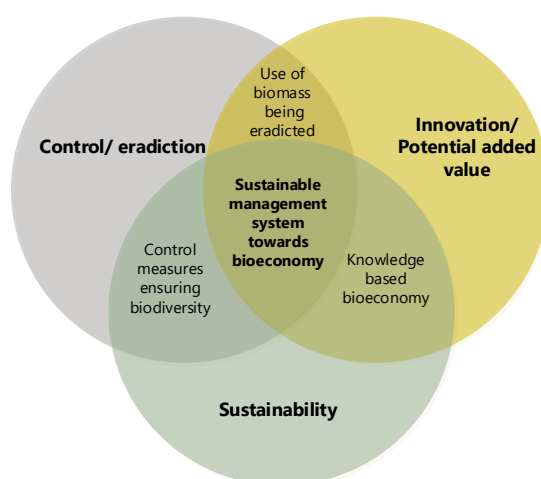 Use of
biomass
being
eradicted
Control/ eradiction
Innovation/
Potential added
value
Sustainable
management
system
towards
bioeconomy
Control
measures
ensuring
biodiversity
Knowledge
based
bioeconomy
Sustainability